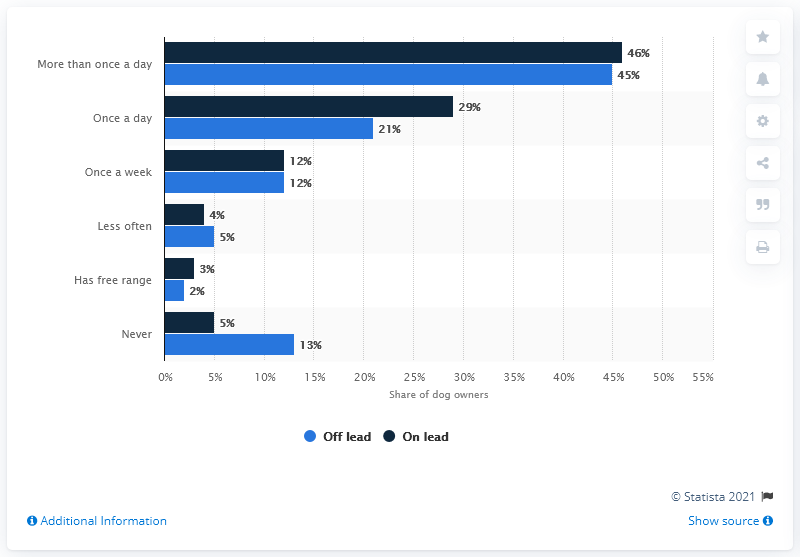 More than once a day
46%
45%
Once a day
29%
21%
Once a week
12%
12%
Less often
4%
5%
Has free range
3%
2%
Never
5%
13%
0% 5% 10% 15% 20% 25% 30% 35% 40% 45% 50% 55%
Share of dog owners
Off lead On lead
© Statista 2021
Additional Information Show source